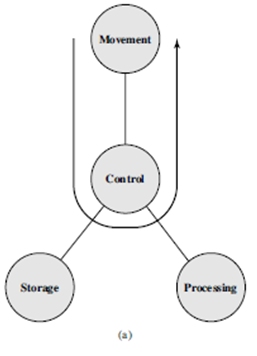 Movement
Control
Storage
Processing
(a)